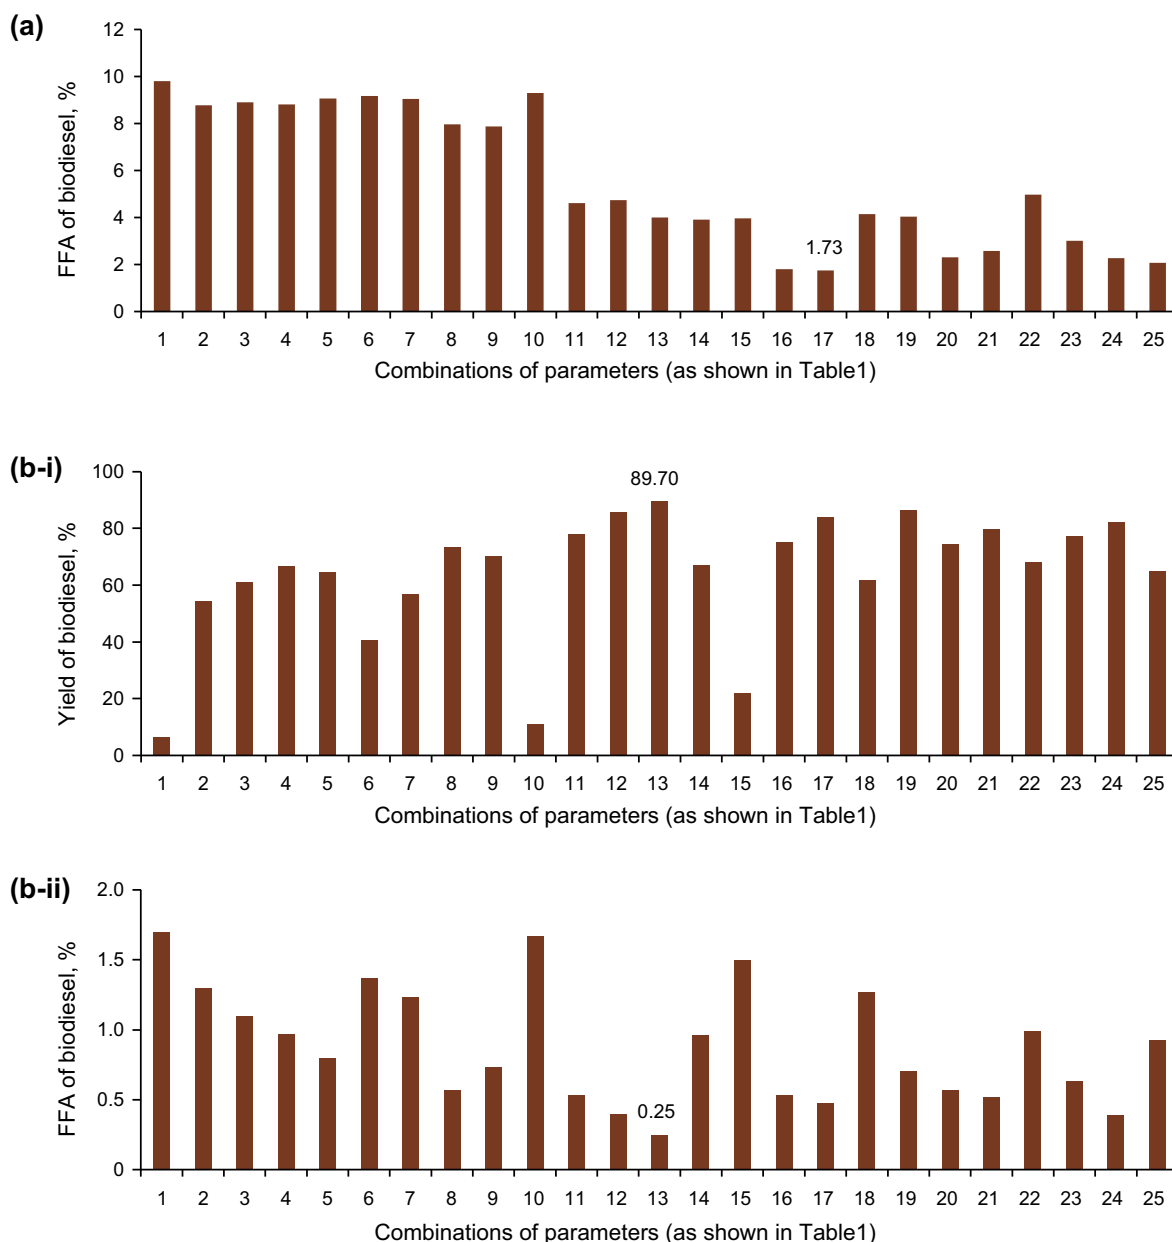 (a)
FFA of biodiesel, %
12
10
8
6
4
2
0
1.73
1 2 3 4 5 6 7 8 9 10 11 12 13 14 15 16 17 18 19 20 21 22 23 24 25
Combinations of parameters (as shown in Table1)
(b-i)
Yield of biodiesel, %
100
80
60
40
20
0
89.70
1 2 3 4 5 6 7 8 9 10 11 12 13 14 15 16 17 18 19 20 21 22 23 24 25
Combinations of parameters (as shown in Table1)
(b-ii)
FFA of biodiesel, %
2.0
1.5
1.0
0.5
0
0.25
1 2 3 4 5 6 7 8 9 10 11 12 13 14 15 16 17 18 19 20 21 22 23 24 25
Combinations of parameters (as shown in Table1)